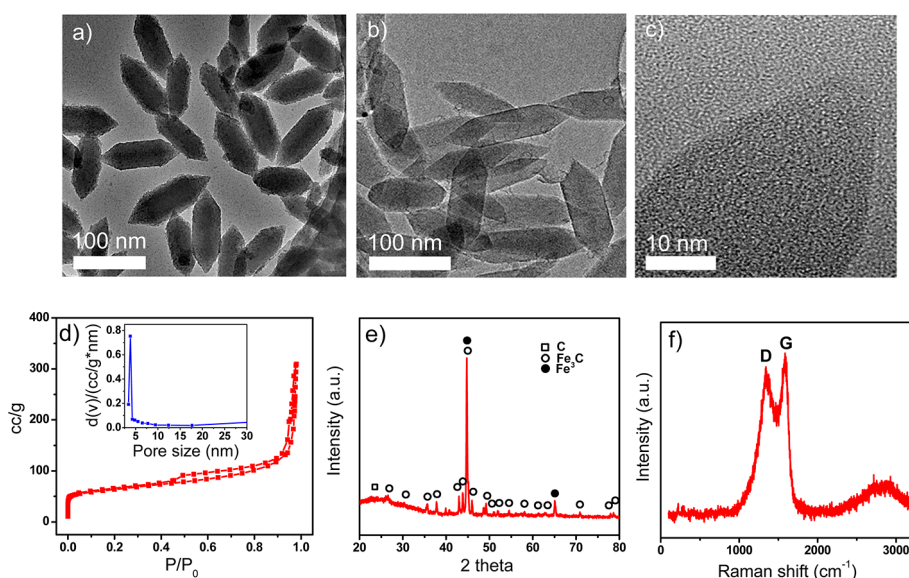 a)
100 nm
b)
100 nm
c)
10 nm
d)
cc/g
400
300
200
100
0
0.0 0.2 0.4 0.6 0.8 1.0
P/P₀
d(v)/(cc/g*nm)
0.8
0.6
0.4
0.2
0.0
5 10 15 20 25 30
Pore size (nm)
e)
Intensity (a.u.)
C
Fe₃C
Fe
20 30 40 50 60 70 80
2 theta
f)
Intensity (a.u.)
D G
1000 2000 3000
Raman shift (cm⁻¹)